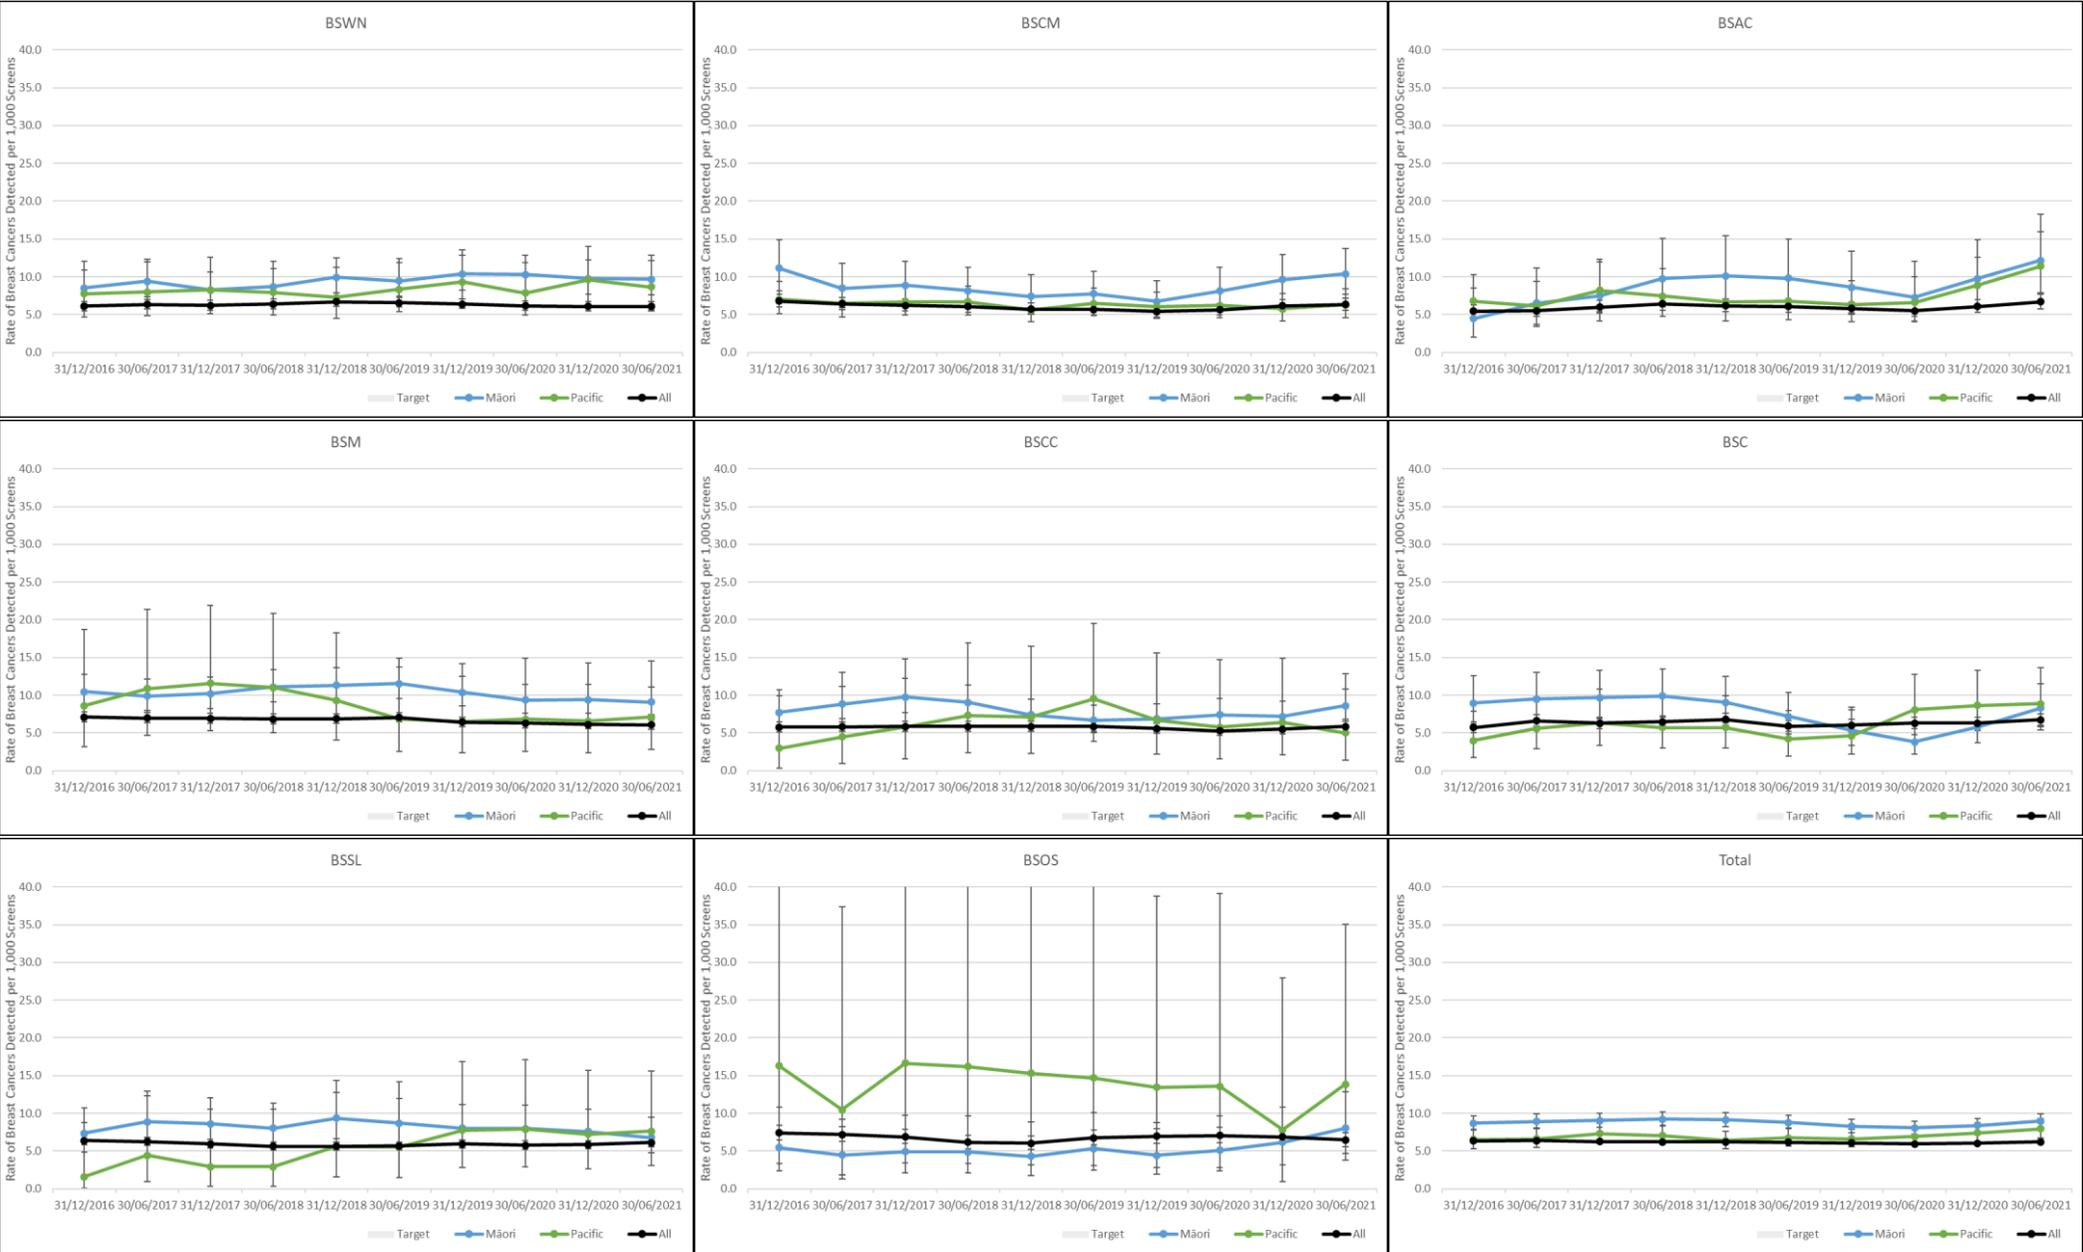 BSWN
Rate of Breast Cancers Detected per 1,000 Screens
40.0
35.0
30.0
25.0
20.0
15.0
10.0
5.0
0.0
31/12/2016 30/06/2017 31/12/2017 30/06/2018 31/12/2018 30/06/2019 31/12/2019 30/06/2020 31/12/2020 30/06/2021
Target Māori Pacific All
BSCM
Rate of Breast Cancers Detected per 1,000 Screens
40.0
35.0
30.0
25.0
20.0
15.0
10.0
5.0
0.0
31/12/2016 30/06/2017 31/12/2017 30/06/2018 31/12/2018 30/06/2019 31/12/2019 30/06/2020 31/12/2020 30/06/2021
Target Māori Pacific All
BSAC
Rate of Breast Cancers Detected per 1,000 Screens
40.0
35.0
30.0
25.0
20.0
15.0
10.0
5.0
0.0
31/12/2016 30/06/2017 31/12/2017 30/06/2018 31/12/2018 30/06/2019 31/12/2019 30/06/2020 31/12/2020 30/06/2021
Target Māori Pacific All
BSM
Rate of Breast Cancers Detected per 1,000 Screens
40.0
35.0
30.0
25.0
20.0
15.0
10.0
5.0
0.0
31/12/2016 30/06/2017 31/12/2017 30/06/2018 31/12/2018 30/06/2019 31/12/2019 30/06/2020 31/12/2020 30/06/2021
Target Māori Pacific All
BSCC
Rate of Breast Cancers Detected per 1,000 Screens
40.0
35.0
30.0
25.0
20.0
15.0
10.0
5.0
0.0
31/12/2016 30/06/2017 31/12/2017 30/06/2018 31/12/2018 30/06/2019 31/12/2019 30/06/2020 31/12/2020 30/06/2021
Target Māori Pacific All
BSC
Rate of Breast Cancers Detected per 1,000 Screens
40.0
35.0
30.0
25.0
20.0
15.0
10.0
5.0
0.0
31/12/2016 30/06/2017 31/12/2017 30/06/2018 31/12/2018 30/06/2019 31/12/2019 30/06/2020 31/12/2020 30/06/2021
Target Māori Pacific All
BSSL
Rate of Breast Cancers Detected per 1,000 Screens
40.0
35.0
30.0
25.0
20.0
15.0
10.0
5.0
0.0
31/12/2016 30/06/2017 31/12/2017 30/06/2018 31/12/2018 30/06/2019 31/12/2019 30/06/2020 31/12/2020 30/06/2021
Target Māori Pacific All
BSOS
Rate of Breast Cancers Detected per 1,000 Screens
40.0
35.0
30.0
25.0
20.0
15.0
10.0
5.0
0.0
31/12/2016 30/06/2017 31/12/2017 30/06/2018 31/12/2018 30/06/2019 31/12/2019 30/06/2020 31/12/2020 30/06/2021
Target Māori Pacific All
Total
Rate of Breast Cancers Detected per 1,000 Screens
40.0
35.0
30.0
25.0
20.0
15.0
10.0
5.0
0.0
31/12/2016 30/06/2017 31/12/2017 30/06/2018 31/12/2018 30/06/2019 31/12/2019 30/06/2020 31/12/2020 30/06/2021
Target Māori Pacific All